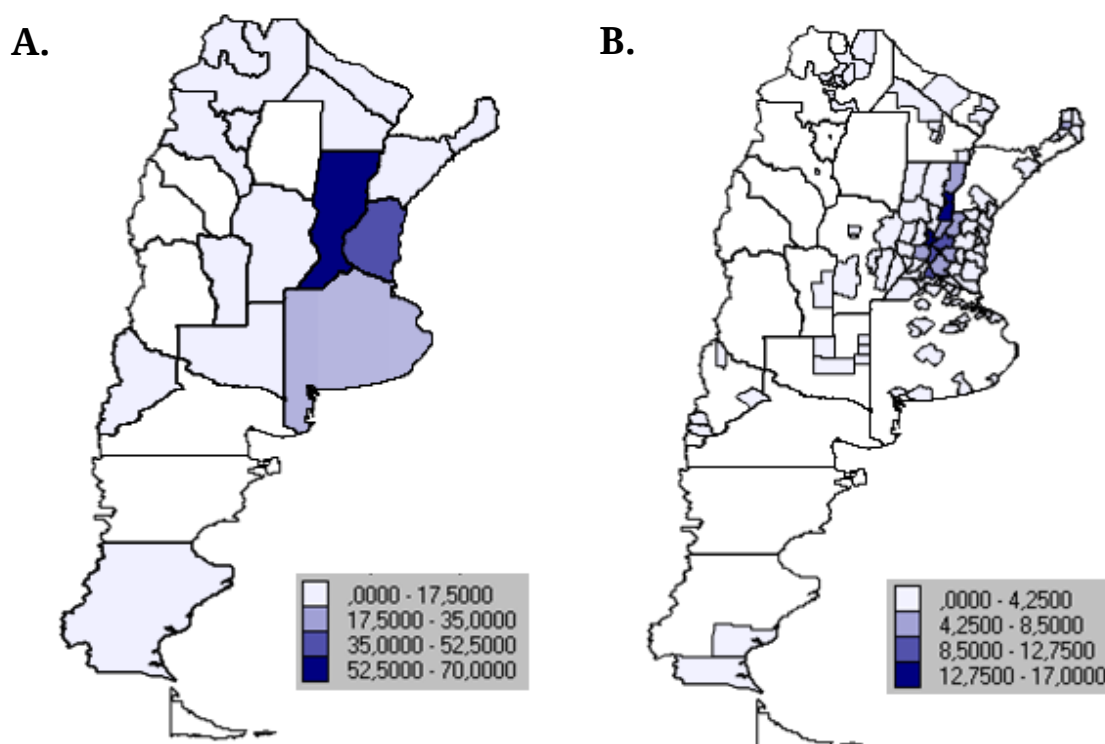 A.
B.
,0000 - 17,5000
17,5000 - 35,0000
35,0000 - 52,5000
52,5000 - 70,0000
,0000 - 4,2500
4,2500 - 8,5000
8,5000 - 12,7500
12,7500 - 17,0000